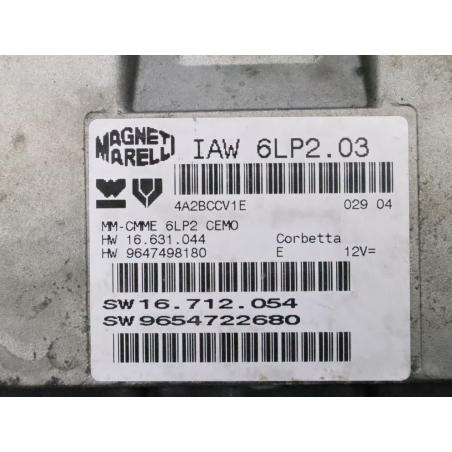 MAGNETI MARELLI
IAW 6LP2.03
4A2BCCV1E 029 04
MM-CMME 6LP2 CEMO
HW 16.631.044 Corbetta
HW 9647498180 E 12V=
SW16.712.054
SW9654722680